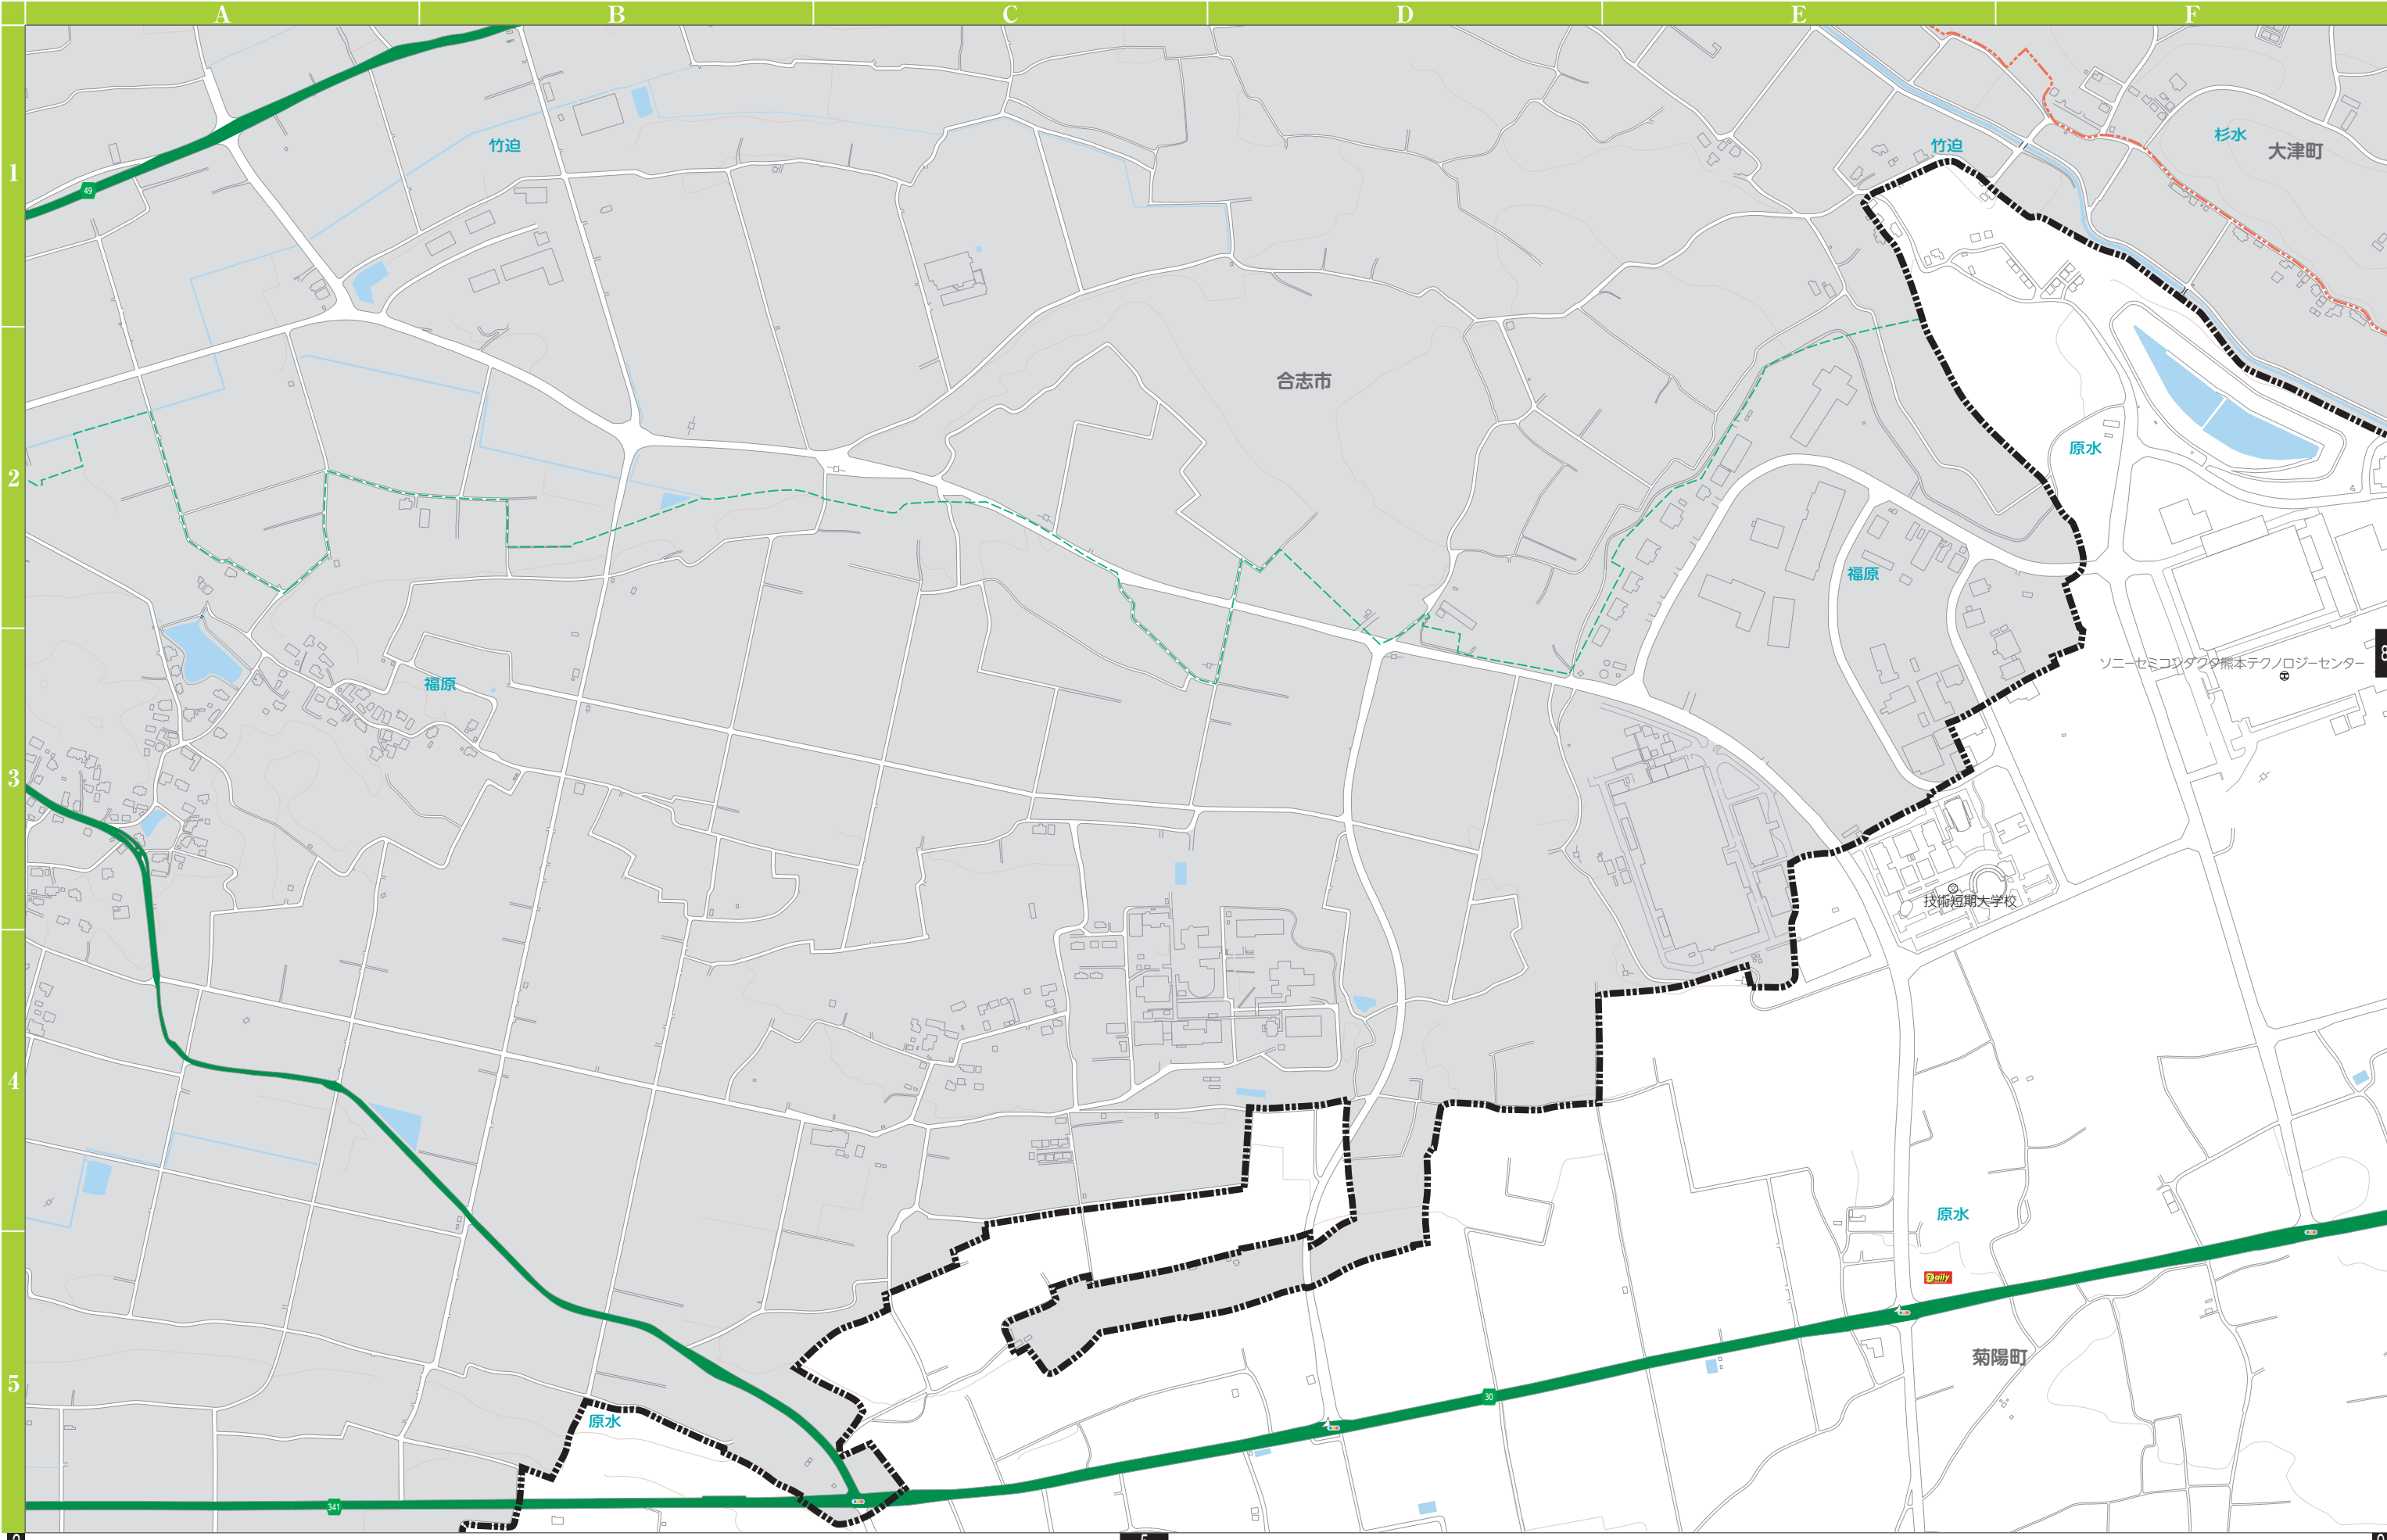 A B C D E F
1
竹迫
竹迫
杉水
大津町
49
合志市
2
原水
福原
ソニーセミコンダクタ熊本テクノロジーセンター
8
福原
3
技術短期大学校
4
原水
Daily
菊陽町
5
30
原水
341
5